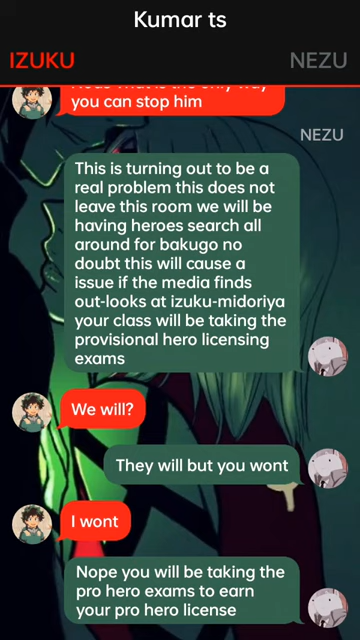 Kumar ts
IZUKU
NEZU
you can stop him
NEZU
This is turning out to be a
real problem this does not
leave this room we will be
having heroes search all
around for bakugo no
doubt this will cause a
issue if the media finds
out-looks at izuku-midoriya
your class will be taking the
provisional hero licensing
exams
We will?
They will but you wont
I wont
Nope you will be taking the
pro hero exams to earn
your pro hero license